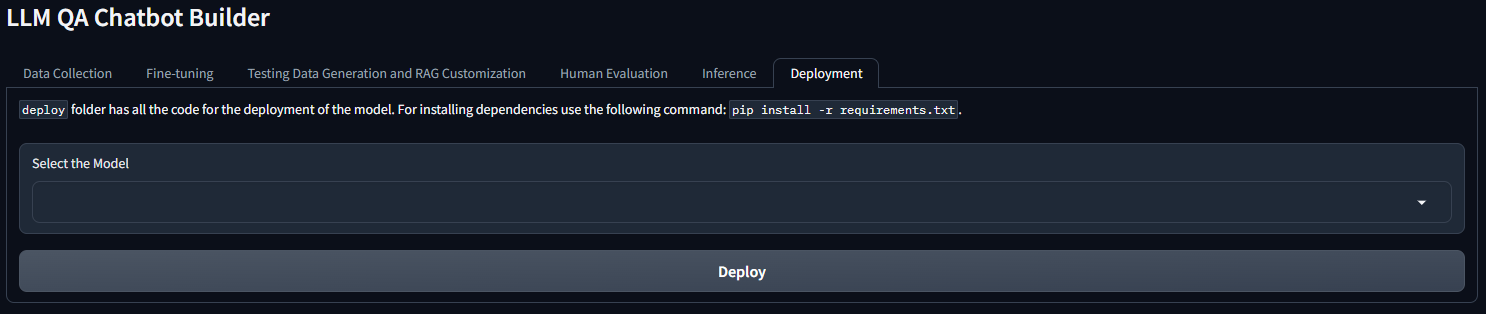 LLM QA Chatbot Builder
Data Collection Fine-tuning Testing Data Generation and RAG Customization Human Evaluation Inference Deployment
deploy folder has all the code for the deployment of the model. For installing dependencies use the following command: pip install -r requirements.txt.
Select the Model
Deploy